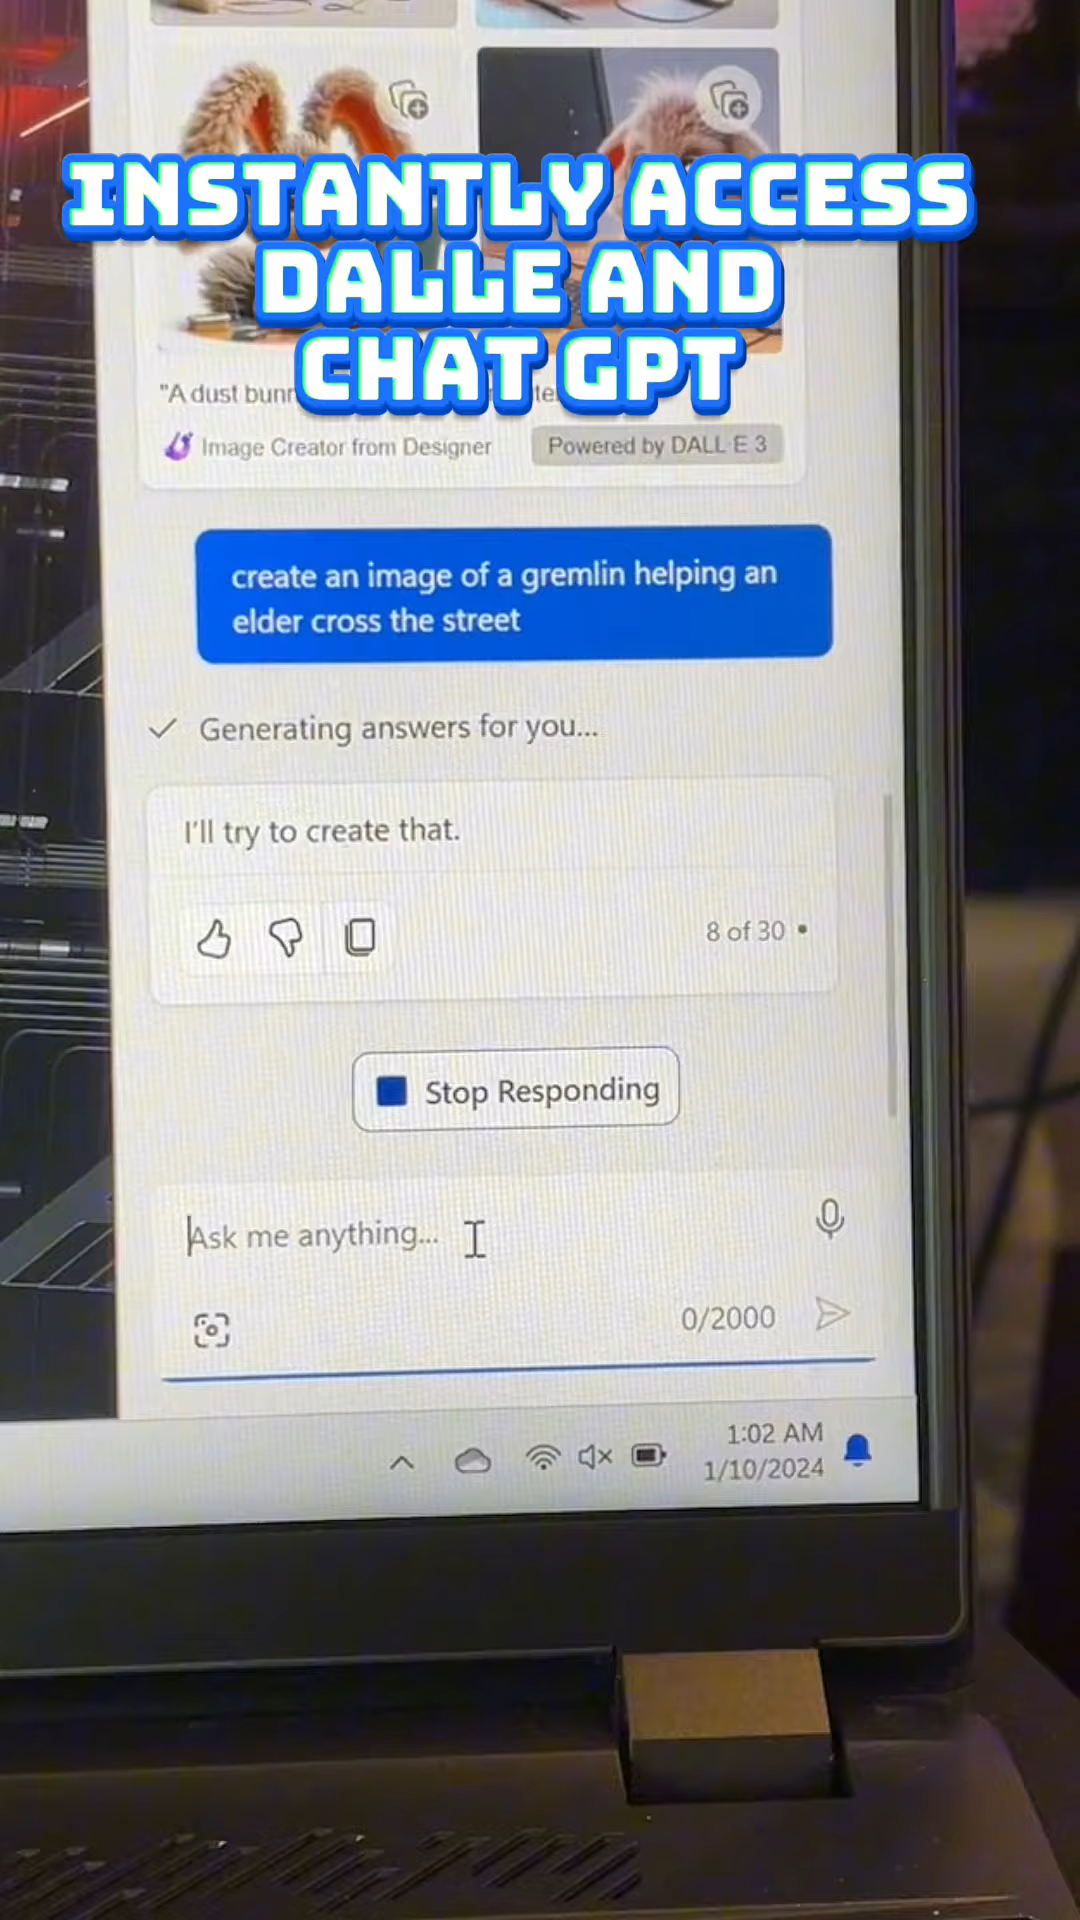 INSTANTLY ACCESS
DALLE AND
CHAT GPT
"A dust bunn
Image Creator from Designer
Powered by DALL·E 3
create an image of a gremlin helping an
elder cross the street
Generating answers for you...
I'll try to create that.
8 of 30
Stop Responding
Ask me anything...
0/2000
1:02 AM
1/10/2024